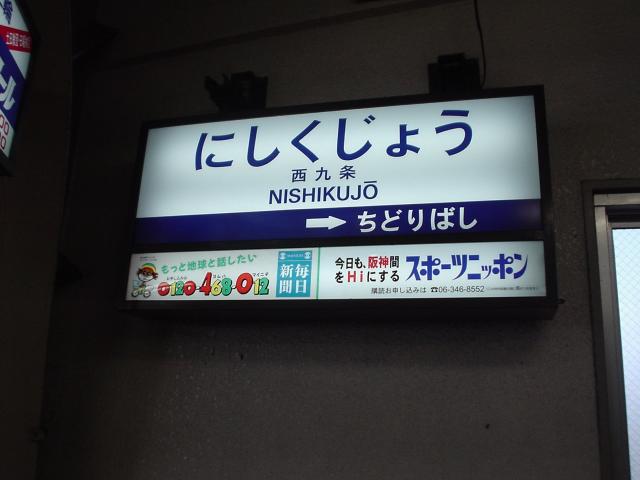 にしくじょう
西九条
NISHIKUJŌ
→ ちどりばし
もっと地球と話したい
0120-468-012
毎日新聞
今日も、阪神間
をHiにする
スポーツニッポン
購読お申し込みは ☎06-346-8552